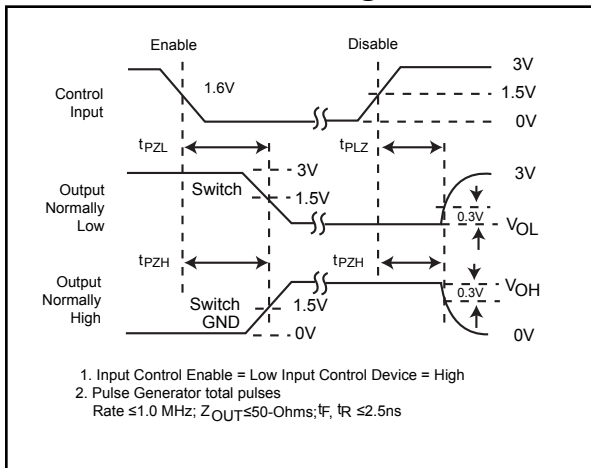 Enable Disable
3V
1.6V
1.5V
Control
Input
0V
tPZL tPLZ
3V 3V
Output
Normally
Low
Switch
1.5V
0.3V
VOL
tPZH tPZH
Output
Normally
High
VOH
0.3V
Switch
GND
1.5V
0V 0V
1. Input Control Enable = Low Input Control Device = High
2. Pulse Generator total pulses
Rate ≤1.0 MHz; ZOUT≤50-Ohms;tF, tR ≤2.5ns